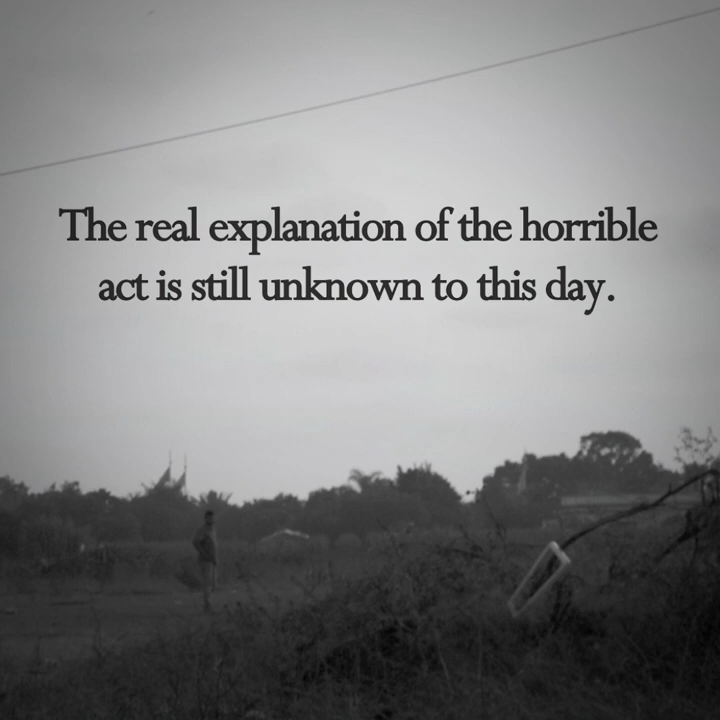 The real explanation of the horrible
act is still unknown to this day.